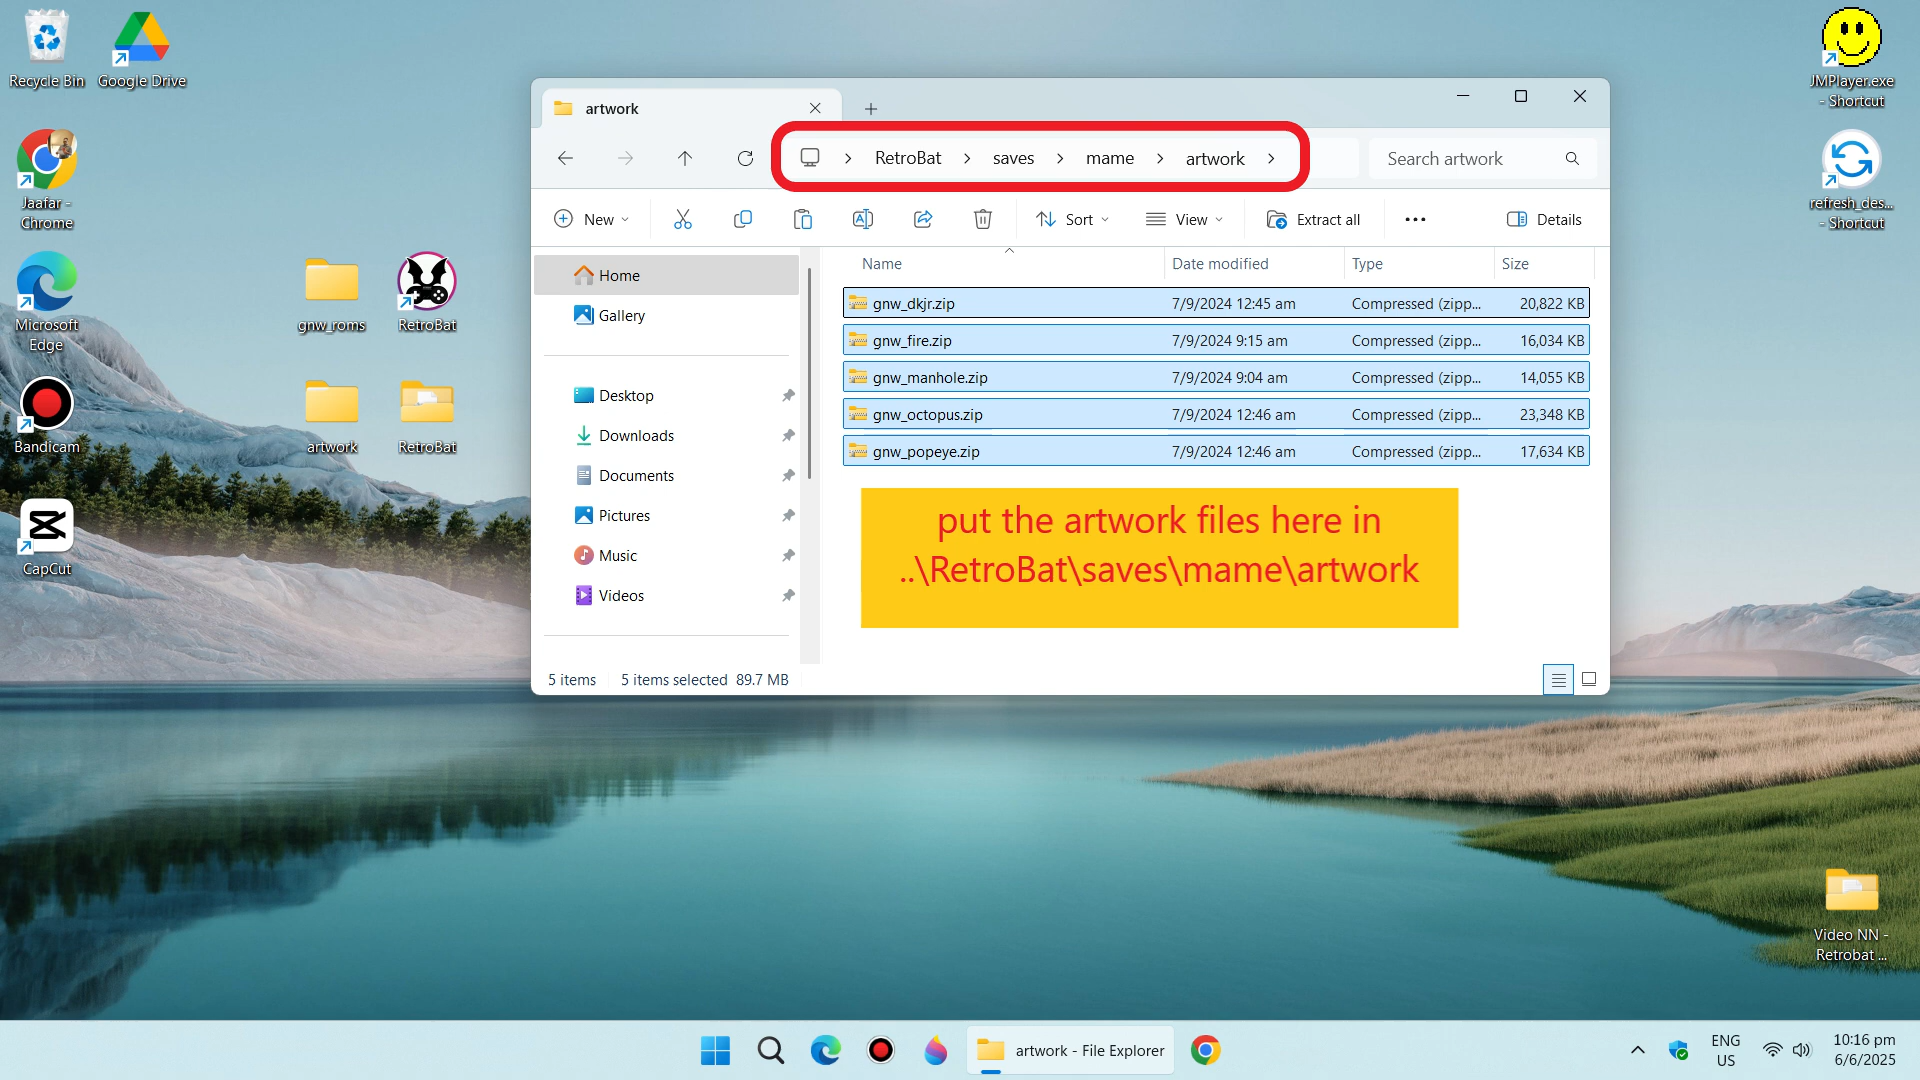 Recycle Bin
Google Drive
Jaafar -
Chrome
Microsoft
Edge
Bandicam
CapCut
gnw_roms
RetroBat
artwork
RetroBat
JMPlayer.exe
- Shortcut
refresh_des...
- Shortcut
Video NN -
Retrobat ...
artwork
RetroBat > saves > mame > artwork >
Search artwork
New
Sort
View
Extract all
Details
Home
Gallery
Desktop
Downloads
Documents
Pictures
Music
Videos
Name Date modified Type Size
gnw_dkjr.zip 7/9/2024 12:45 am Compressed (zipp... 20,822 KB
gnw_fire.zip 7/9/2024 9:15 am Compressed (zipp... 16,034 KB
gnw_manhole.zip 7/9/2024 9:04 am Compressed (zipp... 14,055 KB
gnw_octopus.zip 7/9/2024 12:46 am Compressed (zipp... 23,348 KB
gnw_popeye.zip 7/9/2024 12:46 am Compressed (zipp... 17,634 KB
put the artwork files here in
..\RetroBat\saves\mame\artwork
5 items 5 items selected 89.7 MB
artwork - File Explorer
ENG
US
10:16 pm
6/6/2025